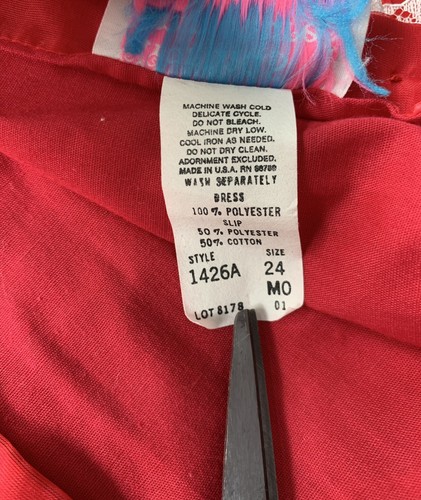 MACHINE WASH COLD
DELICATE CYCLE.
DO NOT BLEACH.
MACHINE DRY LOW.
COOL IRON AS NEEDED.
DO NOT DRY CLEAN.
ADORNMENT EXCLUDED.
MADE IN U.S.A. RN
WASH SEPARATELY
DRESS
100% POLYESTER
SLIP
50% POLYESTER
50% COTTON
STYLE SIZE
1426A 24
MO
LOT 8178 01